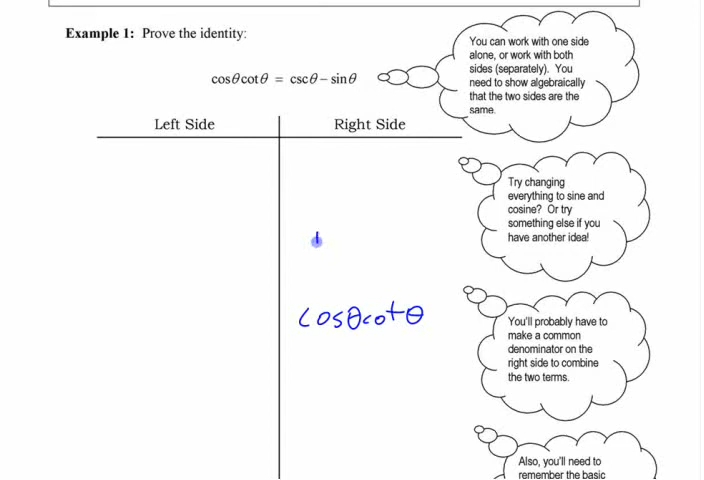 Example 1: Prove the identity:
cosθcotθ = cscθ − sinθ
Left Side
Right Side
cosθcotθ
You can work with one side
alone, or work with both
sides (separately). You
need to show algebraically
that the two sides are the
same.
Try changing
everything to sine and
cosine? Or try
something else if you
have another idea!
You'll probably have to
make a common
denominator on the
right side to combine
the two terms.
Also, you'll need to
remember the basic